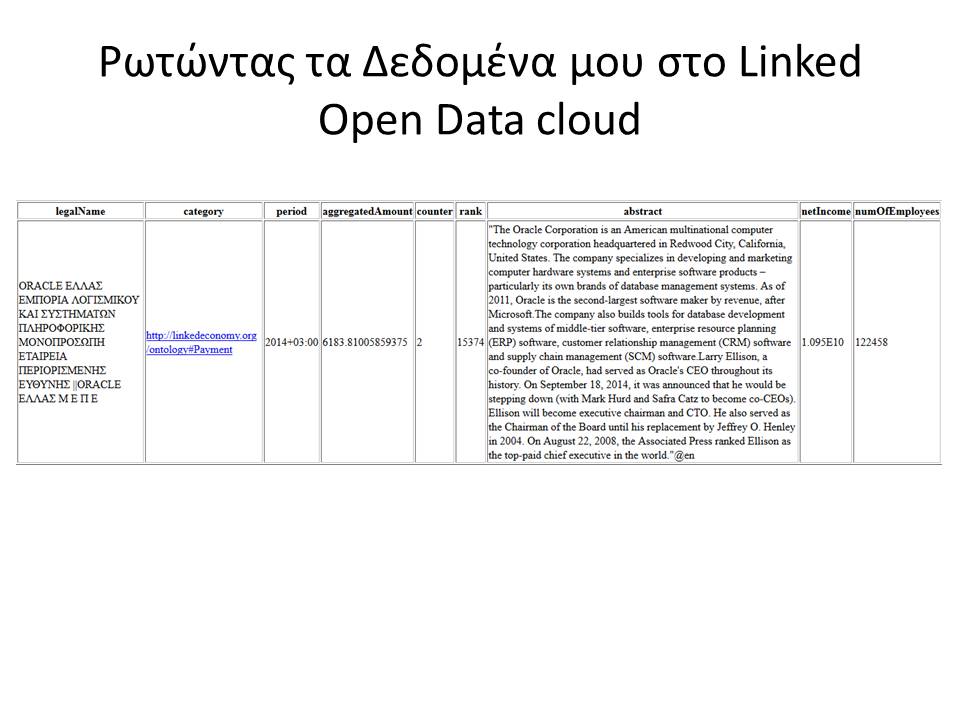 Ρωτώντας τα Δεδομένα μου στο Linked
Open Data cloud
legalName category period aggregatedAmount counter rank abstract netIncome numOfEmployees
ORACLE ΕΛΛΑΣ
ΕΜΠΟΡΙΑ ΛΟΓΙΣΜΙΚΟΥ
ΚΑΙ ΣΥΣΤΗΜΑΤΩΝ
ΠΛΗΡΟΦΟΡΙΚΗΣ
ΜΟΝΟΠΡΟΣΩΠΗ
ΕΤΑΙΡΕΙΑ
ΠΕΡΙΟΡΙΣΜΕΝΗΣ
ΕΥΘΥΝΗΣ ||ORACLE
ΕΛΛΑΣ Μ Ε Π Ε
http://linkedeconomy.org
/ontology#Payment
2014+03:00
6183.81005859375
2
15374
"The Oracle Corporation is an American multinational computer
technology corporation headquartered in Redwood City, California,
United States. The company specializes in developing and marketing
computer hardware systems and enterprise software products –
particularly its own brands of database management systems. As of
2011, Oracle is the second-largest software maker by revenue, after
Microsoft.The company also builds tools for database development
and systems of middle-tier software, enterprise resource planning
(ERP) software, customer relationship management (CRM) software
and supply chain management (SCM) software.Larry Ellison, a
co-founder of Oracle, had served as Oracle's CEO throughout its
history. On September 18, 2014, it was announced that he would be
stepping down (with Mark Hurd and Safra Catz to become co-CEOs).
Ellison will become executive chairman and CTO. He also served as
the Chairman of the Board until his replacement by Jeffrey O. Henley
in 2004. On August 22, 2008, the Associated Press ranked Ellison as
the top-paid chief executive in the world."@en
1.095E10
122458